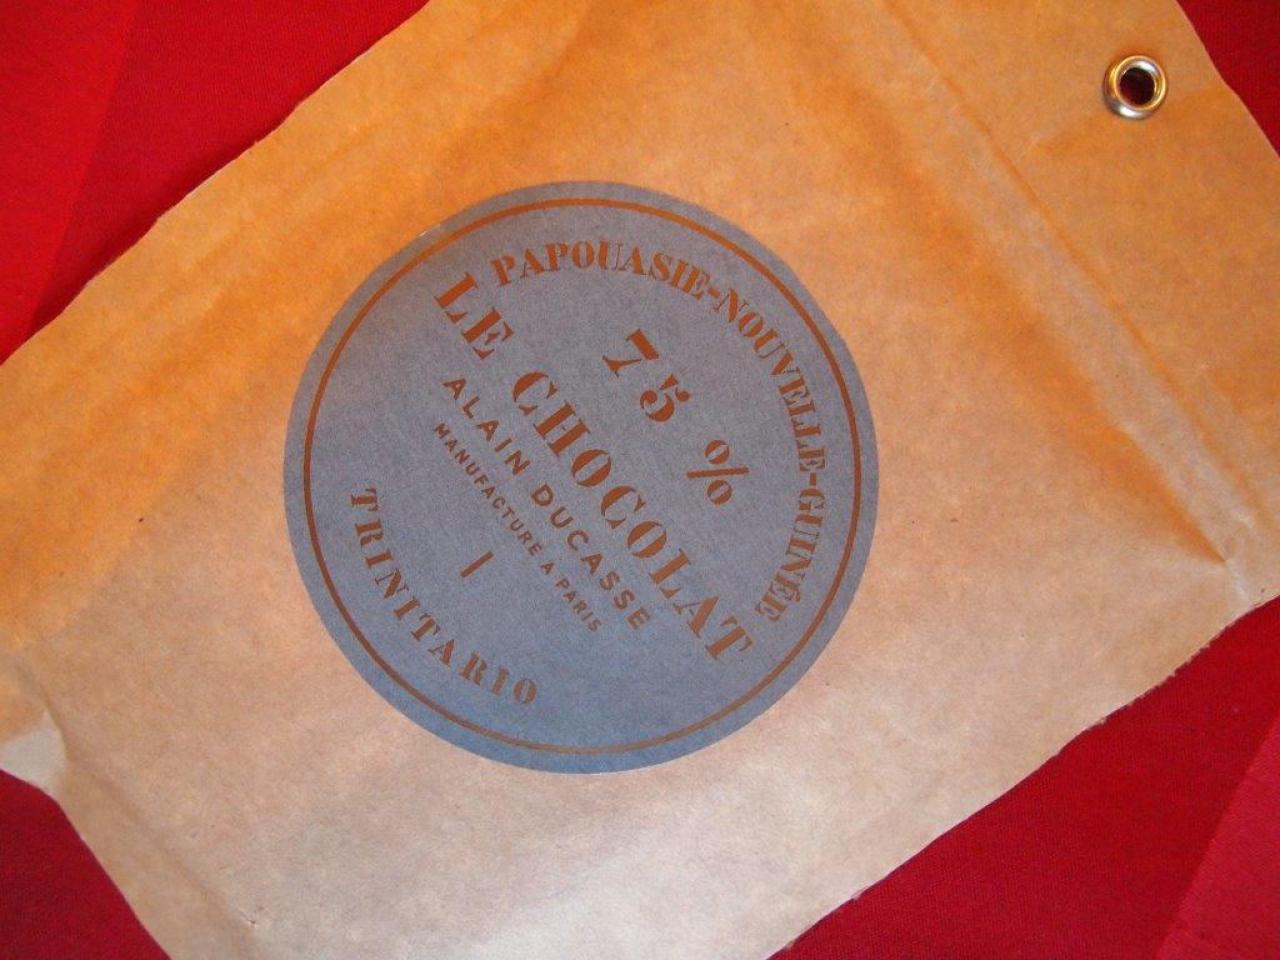 PAPOUASIE-NOUVELLE-GUINÉE
75 %
LE CHOCOLAT
ALAIN DUCASSE
MANUFACTURE A PARIS
TRINITARIO